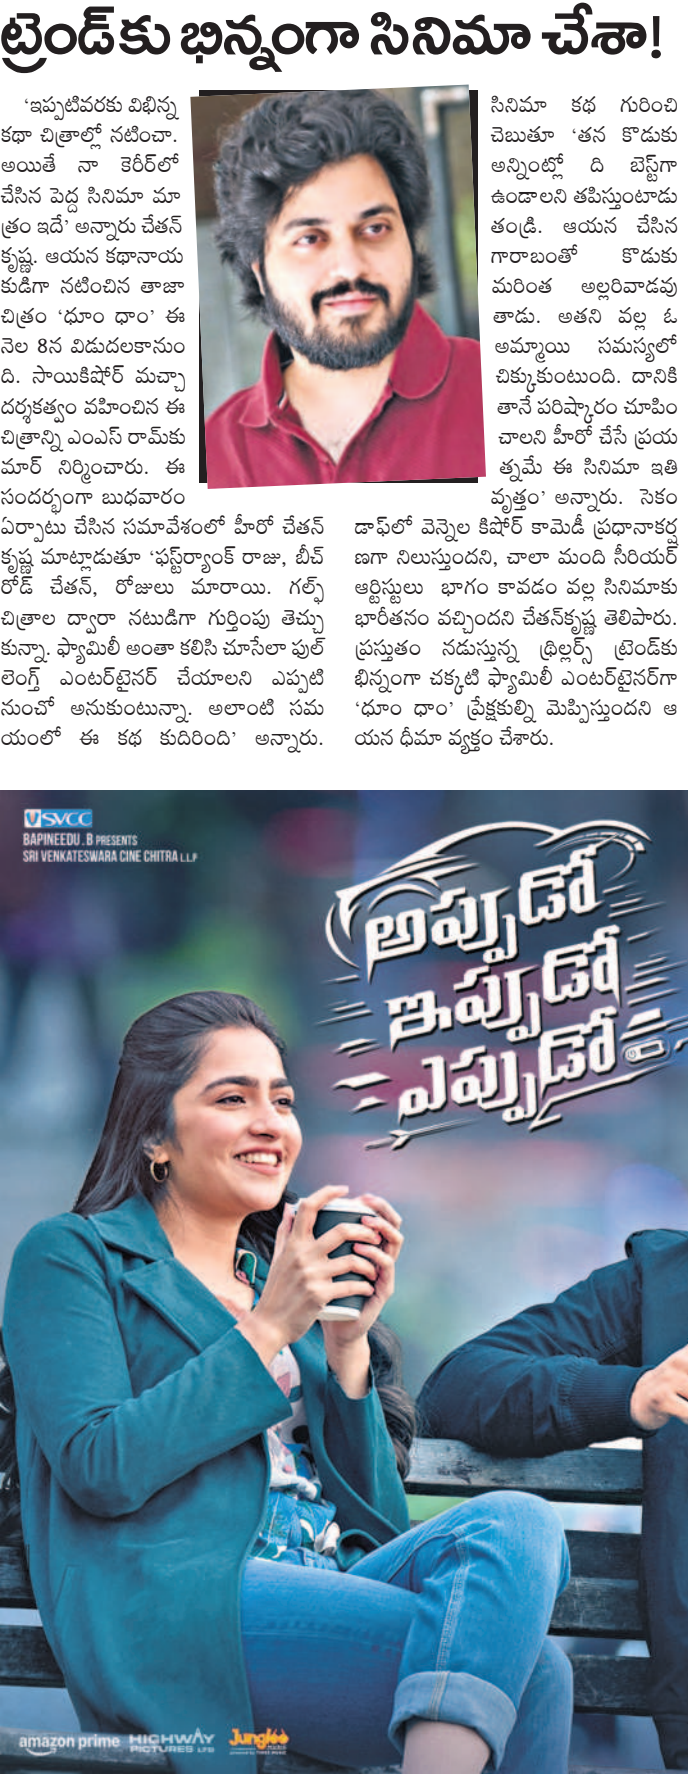 ట్రెండ్‌కు భిన్నంగా సినిమా చేశా!
‘ఇప్పటివరకు విభిన్న
కథా చిత్రాల్లో నటించా.
అయితే నా కెరీర్‌లో
చేసిన పెద్ద సినిమా మా
త్రం ఇదే’ అన్నారు చేతన్
కృష్ణ. ఆయన కథానాయ
కుడిగా నటించిన తాజా
చిత్రం ‘ధూం ధాం’ ఈ
నెల 8న విడుదలకానుం
ది. సాయికిషోర్ మచ్చా
దర్శకత్వం వహించిన ఈ
చిత్రాన్ని ఎంఎస్ రామ్‌కు
మార్ నిర్మించారు. ఈ
సందర్భంగా బుధవారం
ఏర్పాటు చేసిన సమావేశంలో హీరో చేతన్
కృష్ణ మాట్లాడుతూ ‘ఫస్ట్‌ర్యాంక్ రాజు, బీచ్
రోడ్ చేతన్, రోజులు మారాయి. గల్ఫ్
చిత్రాల ద్వారా నటుడిగా గుర్తింపు తెచ్చు
కున్నా. ఫ్యామిలీ అంతా కలిసి చూసేలా ఫుల్
లెంగ్త్ ఎంటర్‌టైనర్ చేయాలని ఎప్పటి
నుంచో అనుకుంటున్నా. అలాంటి సమ
యంలో ఈ కథ కుదిరింది’ అన్నారు.
సినిమా కథ గురించి
చెబుతూ ‘తన కొడుకు
అన్నింట్లో ది బెస్ట్‌గా
ఉండాలని తపిస్తుంటాడు
తండ్రి. ఆయన చేసిన
గారాబంతో కొడుకు
మరింత అల్లరివాడవు
తాడు. అతని వల్ల ఓ
అమ్మాయి సమస్యలో
చిక్కుకుంటుంది. దానికి
తానే పరిష్కారం చూపిం
చాలని హీరో చేసే ప్రయ
త్నమే ఈ సినిమా ఇతి
వృత్తం’ అన్నారు. సెకం
డాఫ్‌లో వెన్నెల కిషోర్ కామెడీ ప్రధానాకర్ష
ణగా నిలుస్తుందని, చాలా మంది సీరియర్
ఆర్టిస్టులు భాగం కావడం వల్ల సినిమాకు
భారీతనం వచ్చిందని చేతన్‌కృష్ణ తెలిపారు.
ప్రస్తుతం నడుస్తున్న థ్రిల్లర్స్ ట్రెండ్‌కు
భిన్నంగా చక్కటి ఫ్యామిలీ ఎంటర్‌టైనర్‌గా
‘ధూం ధాం’ ప్రేక్షకుల్ని మెప్పిస్తుందని ఆ
యన ధీమా వ్యక్తం చేశారు.
SVCC
BAPINEEDU.B PRESENTS
SRI VENKATESWARA CINE CHITRA L.L.P
అప్పుడో
ఇప్పుడో
ఎప్పుడో
amazon prime
HIGHWAY
PICTURES LTD
Junglee
MUSIC